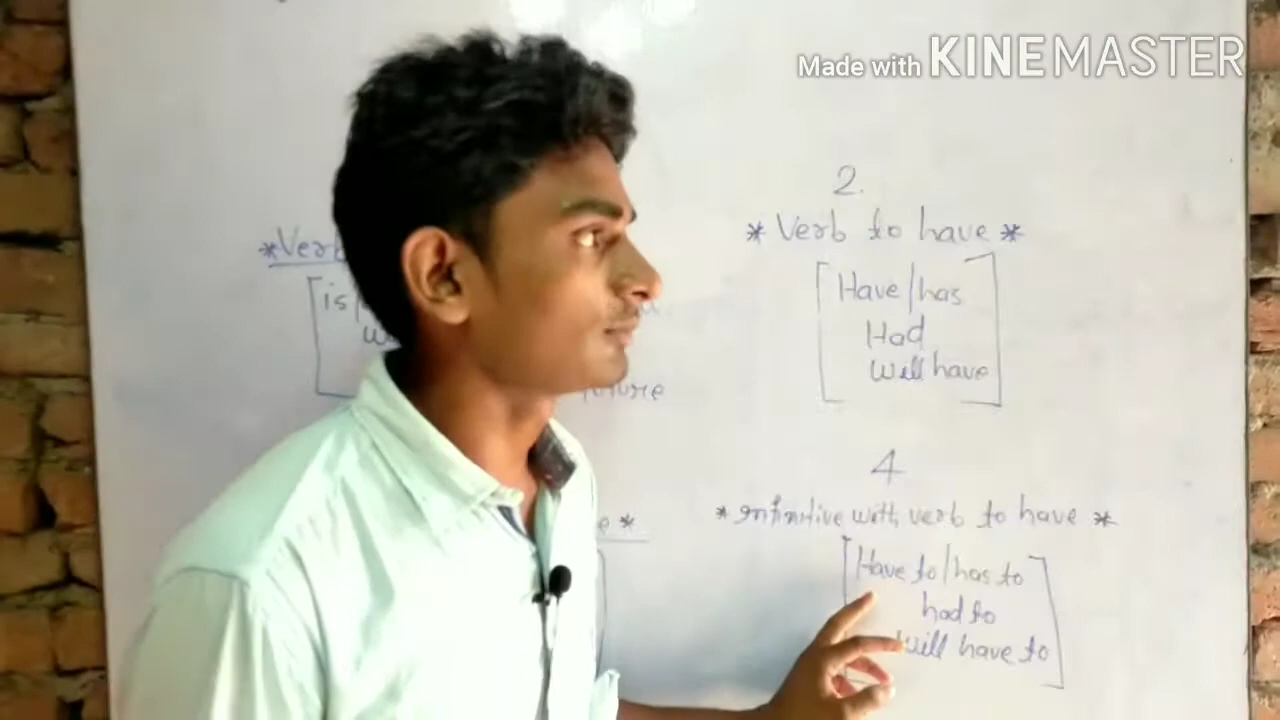 Made with KINEMASTER
2.
*Verb
* Verb to have *
is/
Have/has
Had
will have
future
4
* Infinitive with verb to have *
*
Have to/has to
had to
will have to